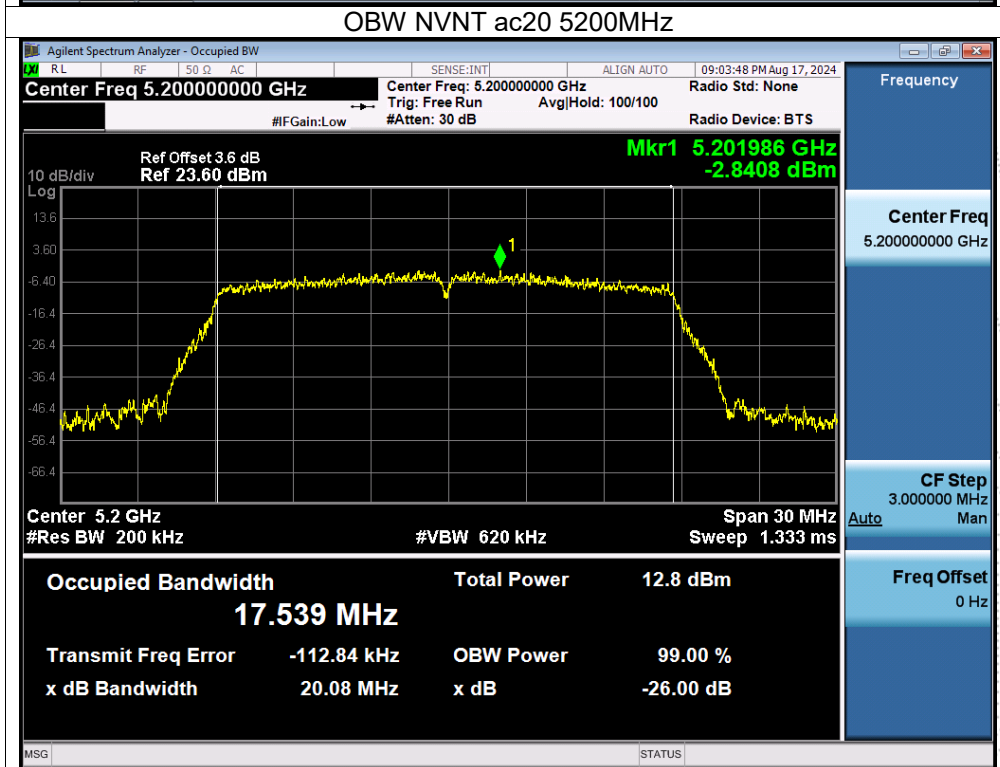 OBW NVNT ac20 5200MHz
Agilent Spectrum Analyzer - Occupied BW
LXI RL RF 50 Ω AC SENSE:INT ALIGN AUTO 09:03:48 PM Aug 17, 2024
Center Freq 5.200000000 GHz Center Freq: 5.200000000 GHz Radio Std: None Frequency
Trig: Free Run Avg|Hold: 100/100
#IFGain:Low #Atten: 30 dB Radio Device: BTS
Mkr1 5.201986 GHz
-2.8408 dBm
Ref Offset 3.6 dB
10 dB/div Ref 23.60 dBm
Log
13.6
3.60
-6.40
-16.4
-26.4
-36.4
-46.4
-56.4
-66.4
1
Center Freq
5.200000000 GHz
CF Step
3.000000 MHz
Auto Man
Freq Offset
0 Hz
Center 5.2 GHz Span 30 MHz
#Res BW 200 kHz #VBW 620 kHz Sweep 1.333 ms
Occupied Bandwidth Total Power 12.8 dBm
17.539 MHz
Transmit Freq Error -112.84 kHz OBW Power 99.00 %
x dB Bandwidth 20.08 MHz x dB -26.00 dB
MSG STATUS